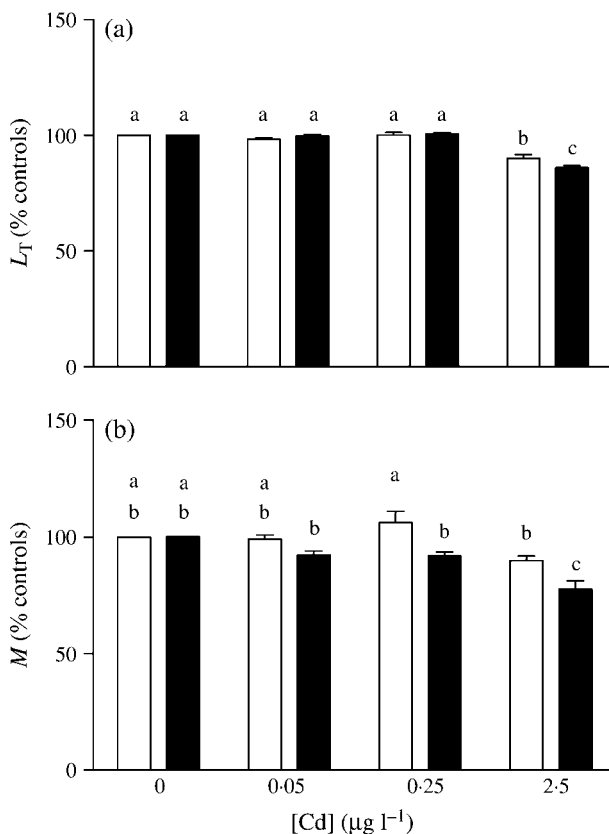 (a)
150
100
50
0
L_T (% controls)
a a a a a a b c
(b)
150
100
50
0
M (% controls)
a a a a
b b b b b b c
0 0·05 0·25 2·5
[Cd] (µg l⁻¹)